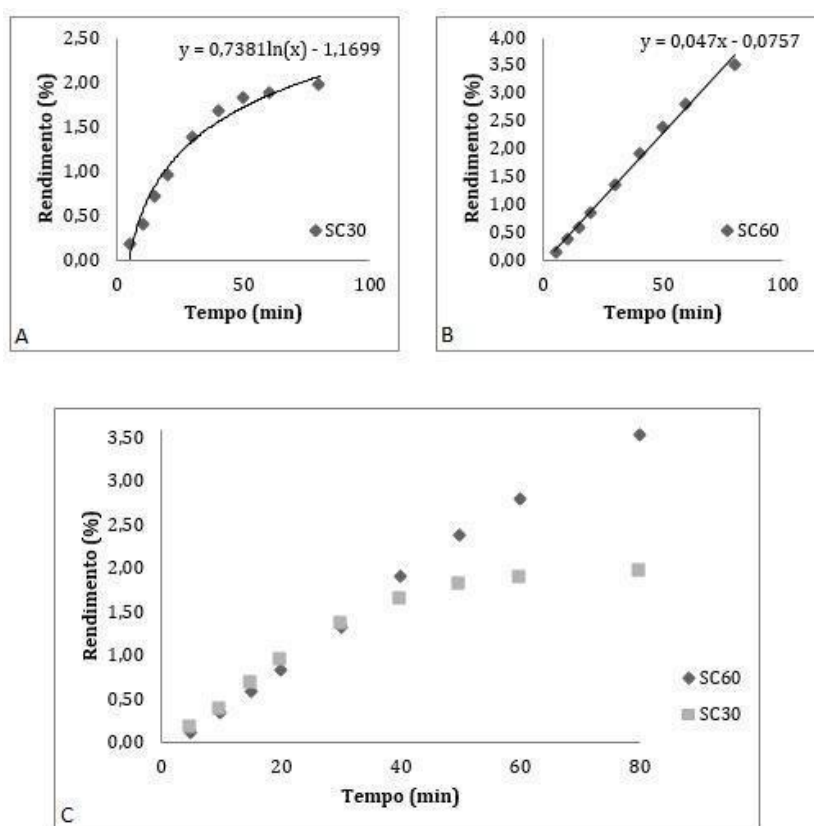 2,50
2,00
1,50
1,00
0,50
0,00
Rendimento (%)
y = 0,7381ln(x) - 1,1699
SC30
0
50
100
Tempo (min)
A
4,00
3,50
3,00
2,50
2,00
1,50
1,00
0,50
0,00
Rendimento (%)
y = 0,047x - 0,0757
SC60
0
50
100
Tempo (min)
B
3,50
3,00
2,50
2,00
1,50
1,00
0,50
0,00
Rendimento (%)
SC60
SC30
0
20
40
60
80
Tempo (min)
C